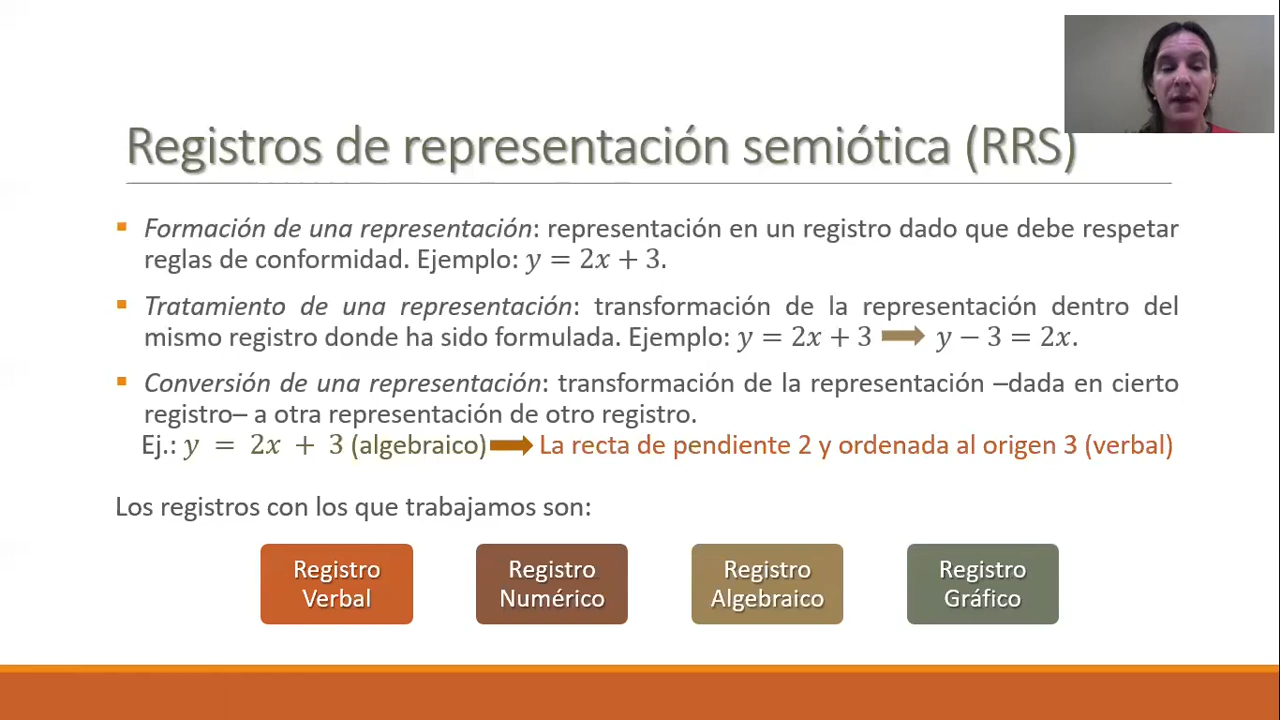 Registros de representación semiótica (RRS)
Formación de una representación: representación en un registro dado que debe respetar
reglas de conformidad. Ejemplo: y = 2x + 3.
Tratamiento de una representación: transformación de la representación dentro del
mismo registro donde ha sido formulada. Ejemplo: y = 2x + 3 → y − 3 = 2x.
Conversión de una representación: transformación de la representación –dada en cierto
registro– a otra representación de otro registro.
Ej.: y = 2x + 3 (algebraico) → La recta de pendiente 2 y ordenada al origen 3 (verbal)
Los registros con los que trabajamos son:
Registro
Verbal
Registro
Numérico
Registro
Algebraico
Registro
Gráfico